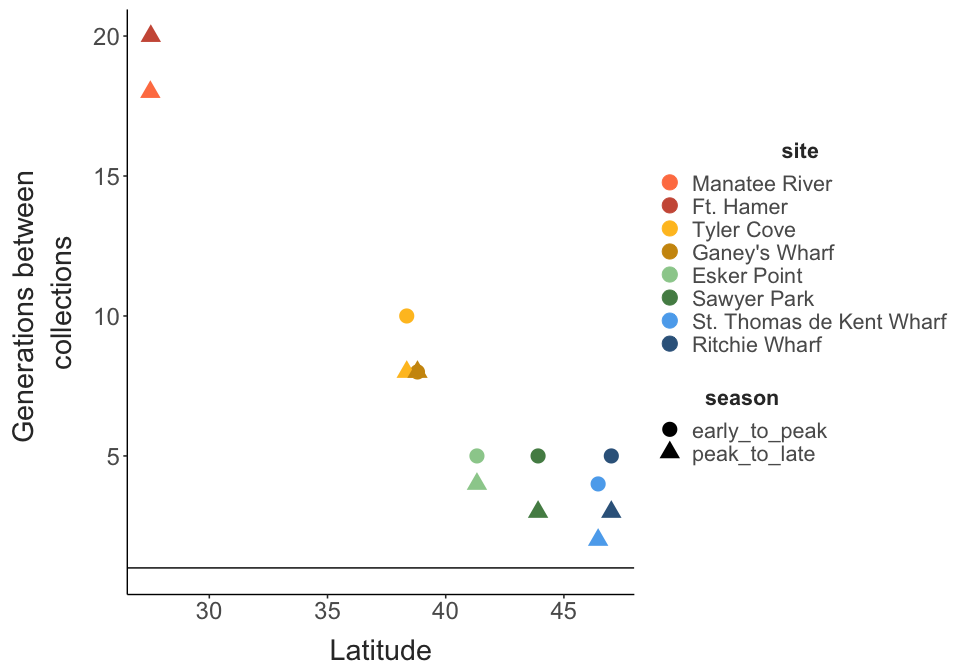 Generations between
collections
20
15
10
5
30
35
40
45
Latitude
site
Manatee River
Ft. Hamer
Tyler Cove
Ganey's Wharf
Esker Point
Sawyer Park
St. Thomas de Kent Wharf
Ritchie Wharf
season
early_to_peak
peak_to_late